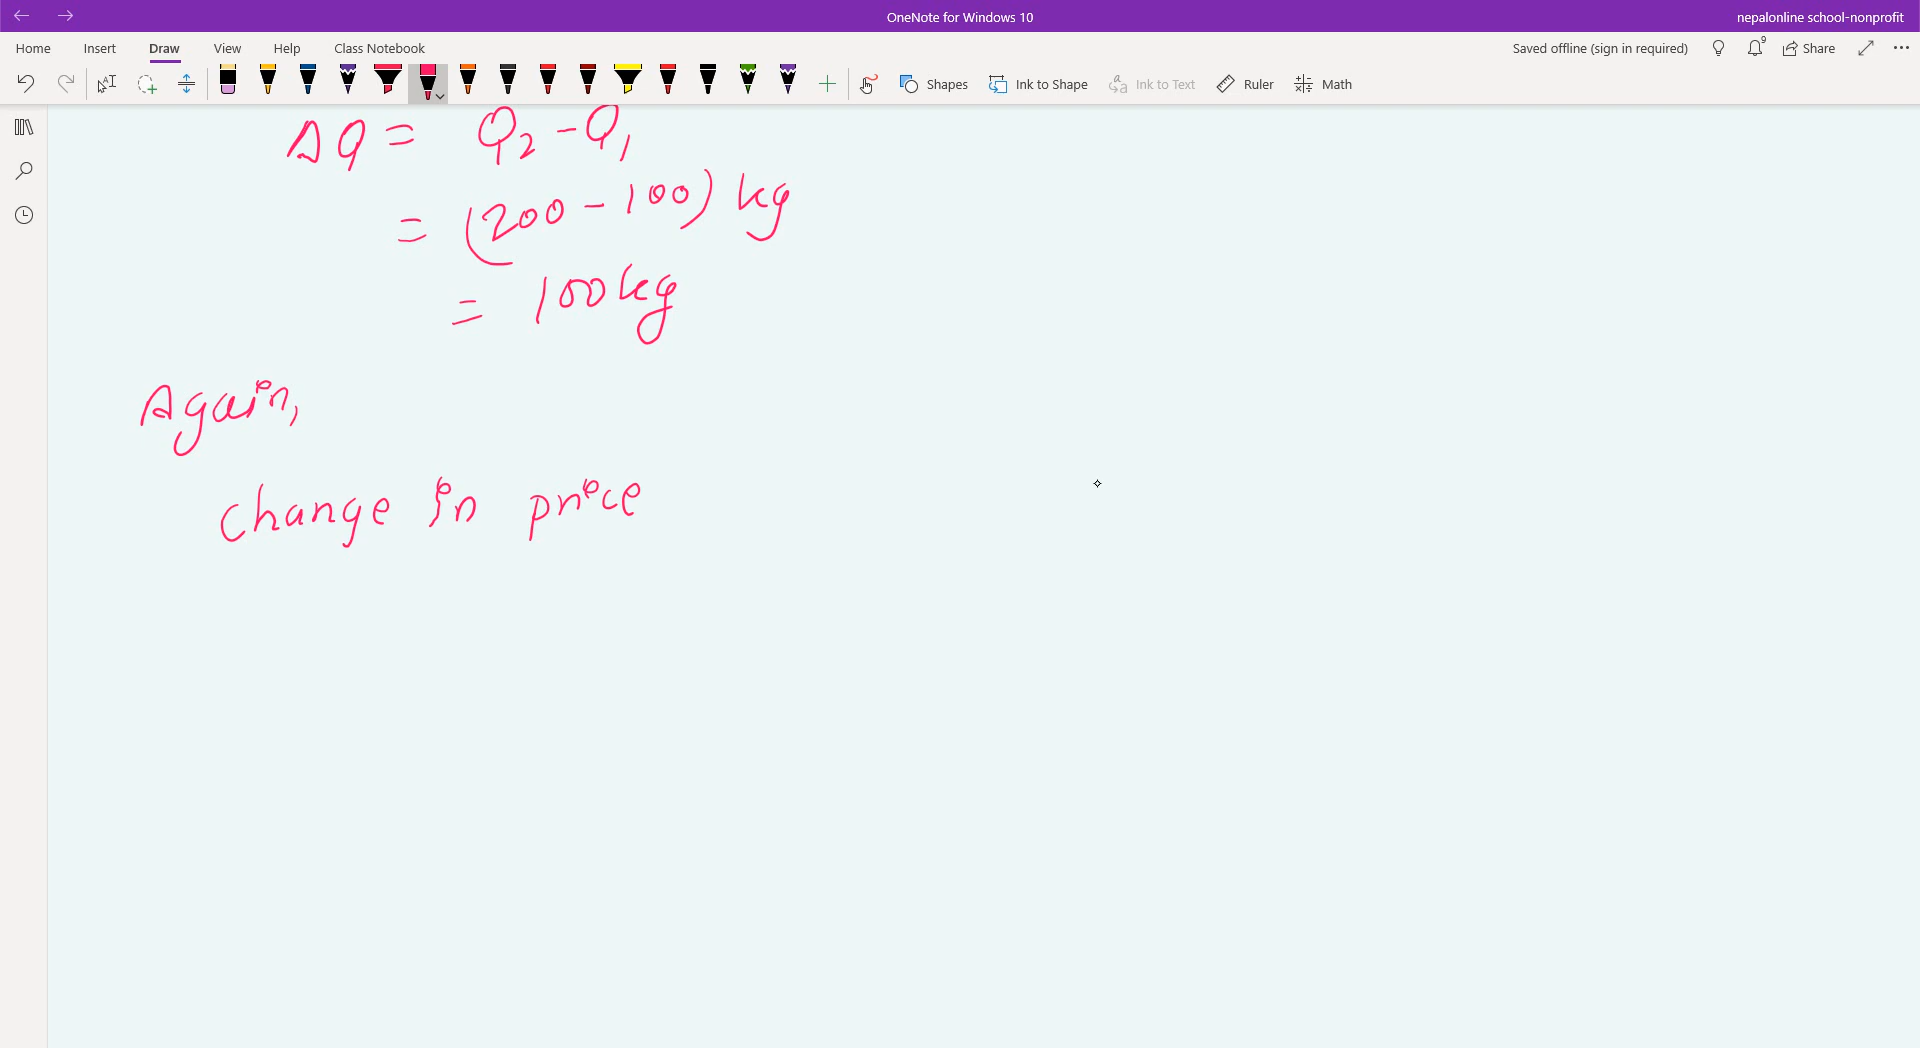 OneNote for Windows 10
nepalonline school-nonprofit
Home Insert Draw View Help Class Notebook
Saved offline (sign in required) 9 Share
Shapes Ink to Shape Ink to Text Ruler Math
ΔQ = Q₂ - Q₁
= (200 - 100) kg
= 100 kg
Again,
change in price